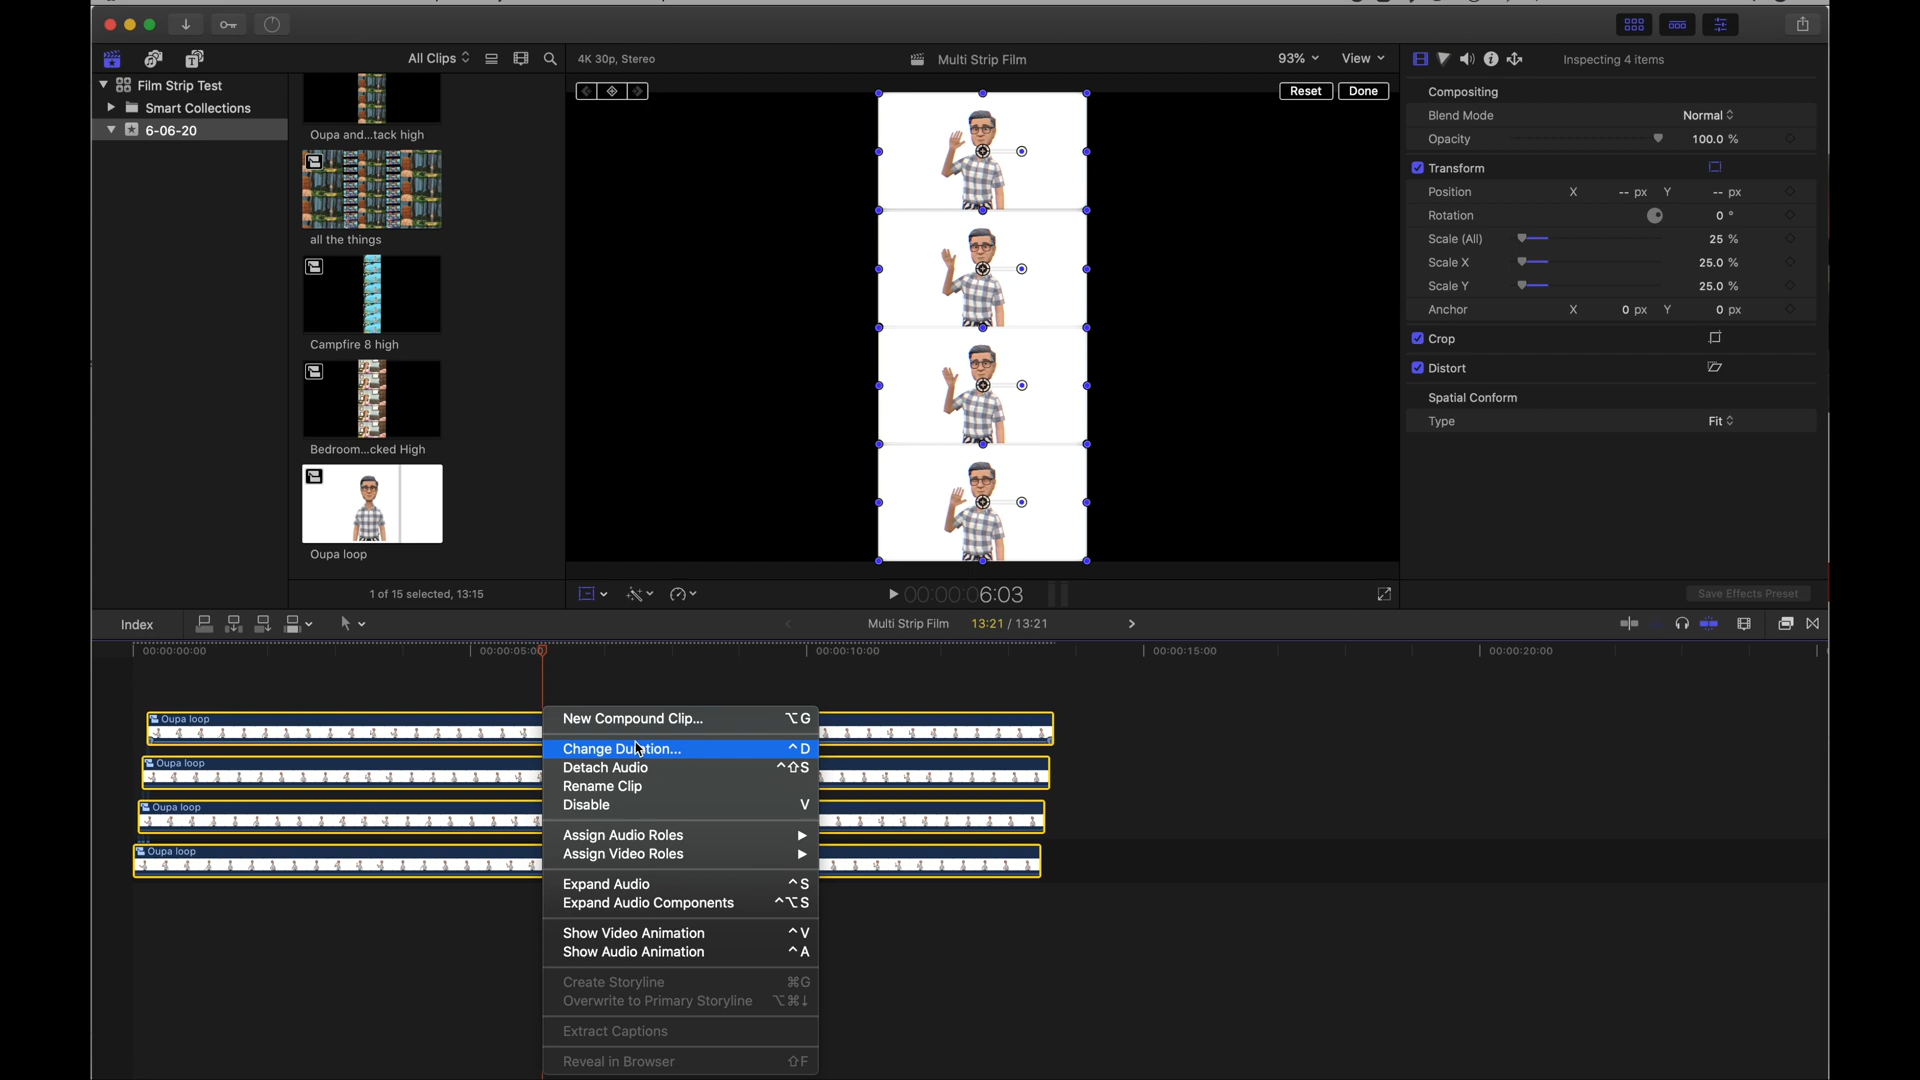 All Clips
4K 30p, Stereo
Multi Strip Film
93%
View
Inspecting 4 items
Film Strip Test
Smart Collections
6-06-20
Oupa and...tack high
all the things
Campfire 8 high
Bedroom...cked High
Oupa loop
1 of 15 selected, 13:15
Reset
Done
00:00:00:06:03
Compositing
Blend Mode
Normal
Opacity
100.0 %
Transform
Position
X
-- px
Y
-- px
Rotation
0 °
Scale (All)
25 %
Scale X
25.0 %
Scale Y
25.0 %
Anchor
X
0 px
Y
0 px
Crop
Distort
Spatial Conform
Type
Fit
Save Effects Preset
Index
Multi Strip Film
13:21 / 13:21
00:00:00:00
00:00:05:00
00:00:10:00
00:00:15:00
00:00:20:00
Oupa loop
Oupa loop
Oupa loop
Oupa loop
New Compound Clip... ⌥G
Change Duration... ^D
Detach Audio ^⇧S
Rename Clip
Disable V
Assign Audio Roles ▶
Assign Video Roles ▶
Expand Audio ^S
Expand Audio Components ^⌥S
Show Video Animation ^V
Show Audio Animation ^A
Create Storyline ⌘G
Overwrite to Primary Storyline ⌥⌘↓
Extract Captions
Reveal in Browser ⇧F